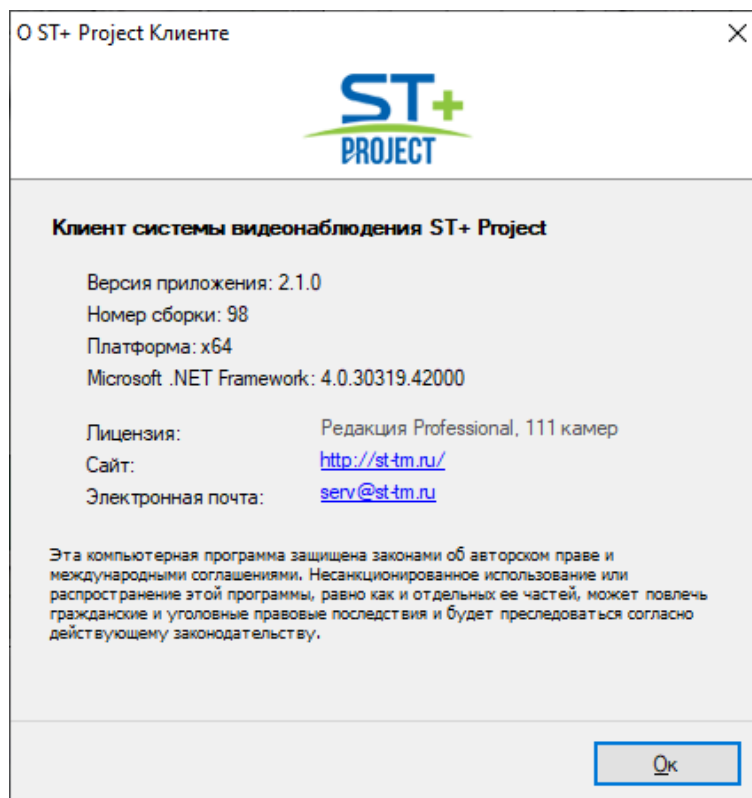 О ST+ Project Клиенте
ST+
PROJECT
Клиент системы видеонаблюдения ST+ Project
Версия приложения: 2.1.0
Номер сборки: 98
Платформа: x64
Microsoft .NET Framework: 4.0.30319.42000
Лицензия: Редакция Professional, 111 камер
Сайт: http://st-tm.ru/
Электронная почта: serv@st-tm.ru
Эта компьютерная программа защищена законами об авторском праве и
международными соглашениями. Несанкционированное использование или
распространение этой программы, равно как и отдельных ее частей, может повлечь
гражданские и уголовные правовые последствия и будет преследоваться согласно
действующему законодательству.
Ок